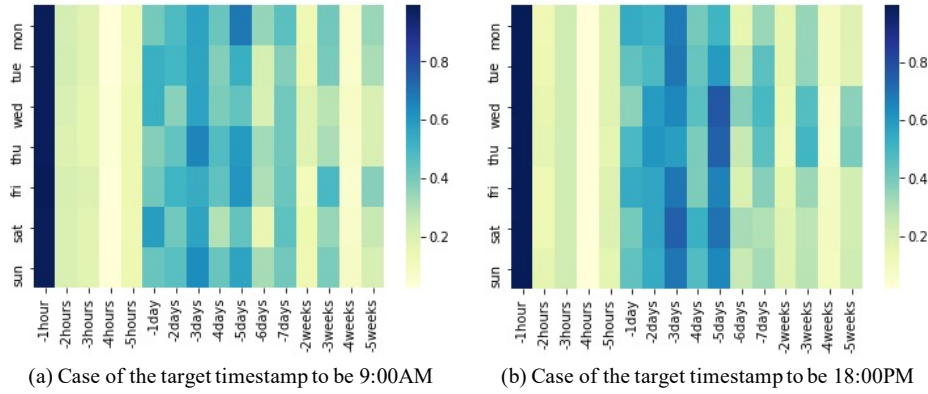 mon
tue
wed
thu
fri
sat
sun
-1hour
-2hours
-3hours
-4hours
-5hours
-1day
-2days
-3days
-4days
-5days
-6days
-7days
-2weeks
-3weeks
-4weeks
-5weeks
0.8
0.6
0.4
0.2
(a) Case of the target timestamp to be 9:00AM
mon
tue
wed
thu
fri
sat
sun
-1hour
-2hours
-3hours
-4hours
-5hours
-1day
-2days
-3days
-4days
-5days
-6days
-7days
-2weeks
-3weeks
-4weeks
-5weeks
0.8
0.6
0.4
0.2
(b) Case of the target timestamp to be 18:00PM